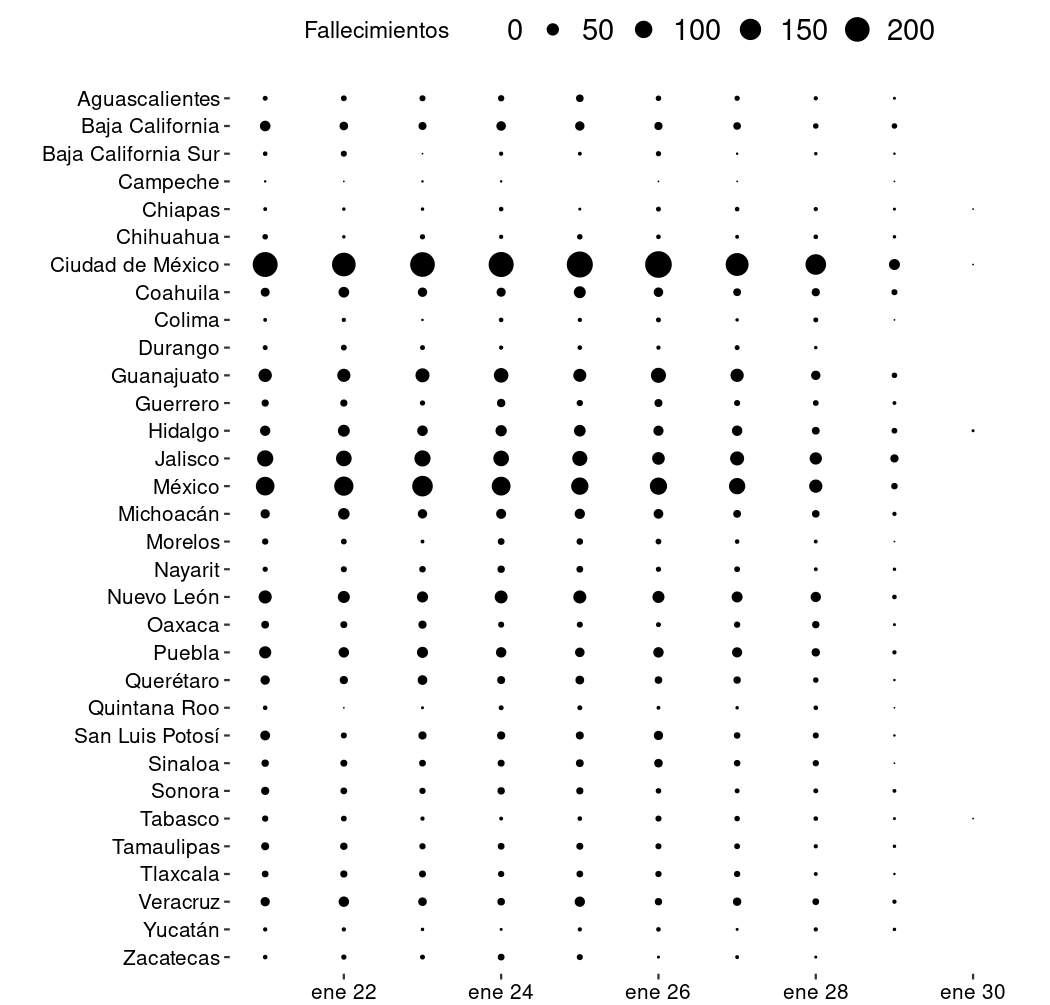 Fallecimientos 0 50 100 150 200
Aguascalientes
Baja California
Baja California Sur
Campeche
Chiapas
Chihuahua
Ciudad de México
Coahuila
Colima
Durango
Guanajuato
Guerrero
Hidalgo
Jalisco
México
Michoacán
Morelos
Nayarit
Nuevo León
Oaxaca
Puebla
Querétaro
Quintana Roo
San Luis Potosí
Sinaloa
Sonora
Tabasco
Tamaulipas
Tlaxcala
Veracruz
Yucatán
Zacatecas
ene 22 ene 24 ene 26 ene 28 ene 30